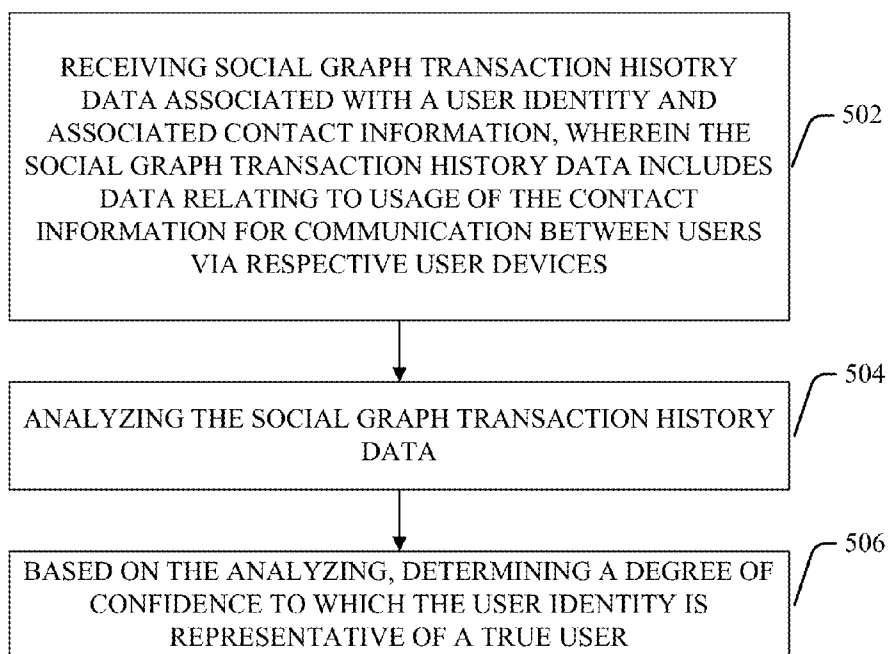 RECEIVING SOCIAL GRAPH TRANSACTION HISOTRY
DATA ASSOCIATED WITH A USER IDENTITY AND
ASSOCIATED CONTACT INFORMATION, WHEREIN THE
SOCIAL GRAPH TRANSACTION HISTORY DATA INCLUDES
DATA RELATING TO USAGE OF THE CONTACT
INFORMATION FOR COMMUNICATION BETWEEN USERS
VIA RESPECTIVE USER DEVICES
502
ANALYZING THE SOCIAL GRAPH TRANSACTION HISTORY
DATA
504
BASED ON THE ANALYZING, DETERMINING A DEGREE OF
CONFIDENCE TO WHICH THE USER IDENTITY IS
REPRESENTATIVE OF A TRUE USER
506